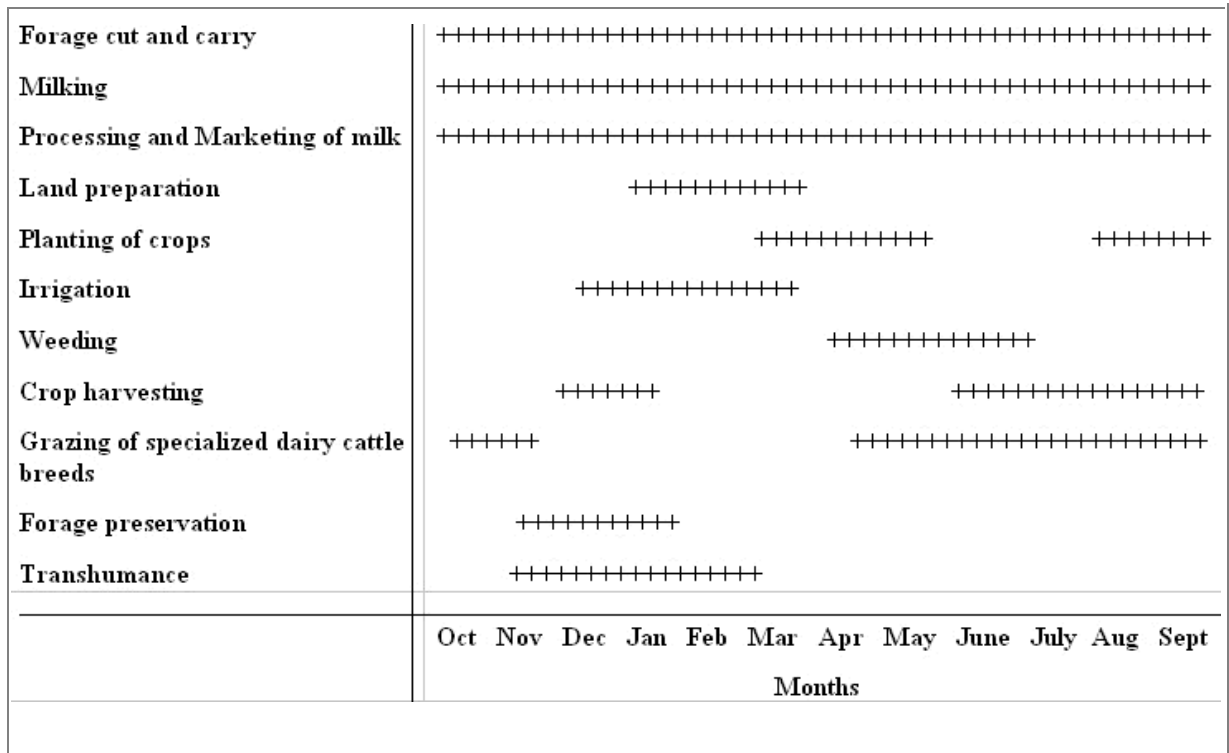 Forage cut and carry
Milking
Processing and Marketing of milk
Land preparation
Planting of crops
Irrigation
Weeding
Crop harvesting
Grazing of specialized dairy cattle
breeds
Forage preservation
Transhumance
Oct Nov Dec Jan Feb Mar Apr May June July Aug Sept
Months